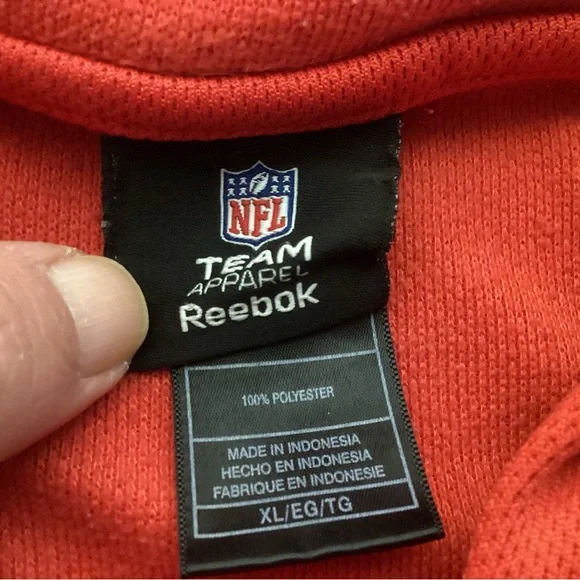 NFL
TEAM
APPAREL
Reebok
100% POLYESTER
MADE IN INDONESIA
HECHO EN INDONESIA
FABRIQUE EN INDONESIE
XL/EG/TG